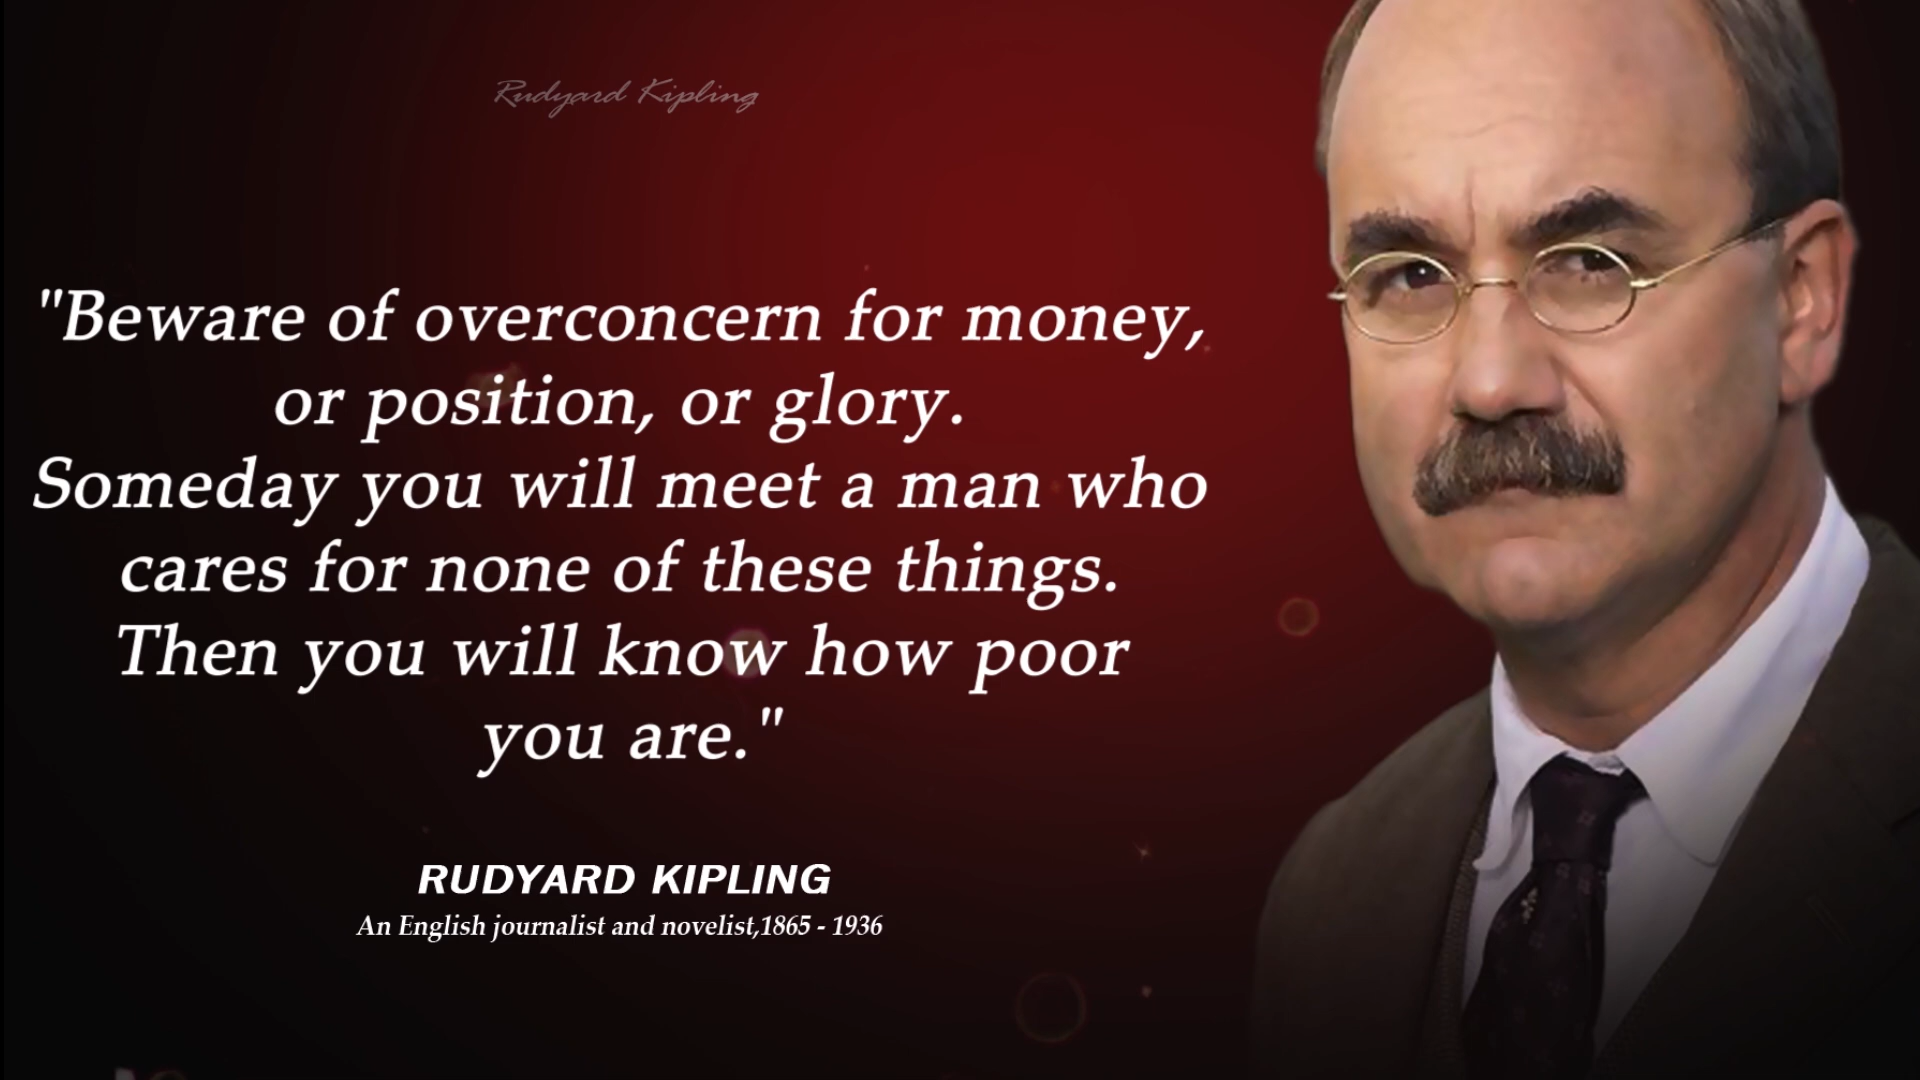 Rudyard Kipling
"Beware of overconcern for money,
or position, or glory.
Someday you will meet a man who
cares for none of these things.
Then you will know how poor
you are."
RUDYARD KIPLING
An English journalist and novelist,1865 - 1936